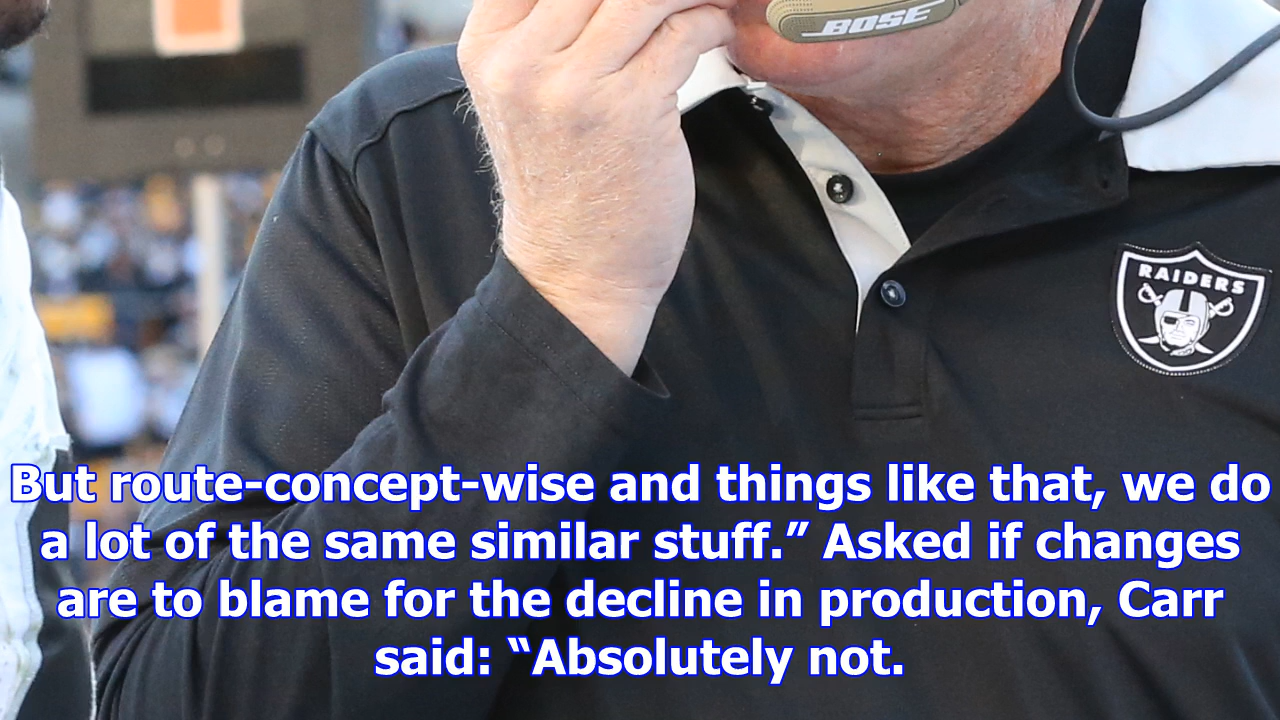 BOSE
RAIDERS
But route-concept-wise and things like that, we do
a lot of the same similar stuff.” Asked if changes
are to blame for the decline in production, Carr
said: “Absolutely not.